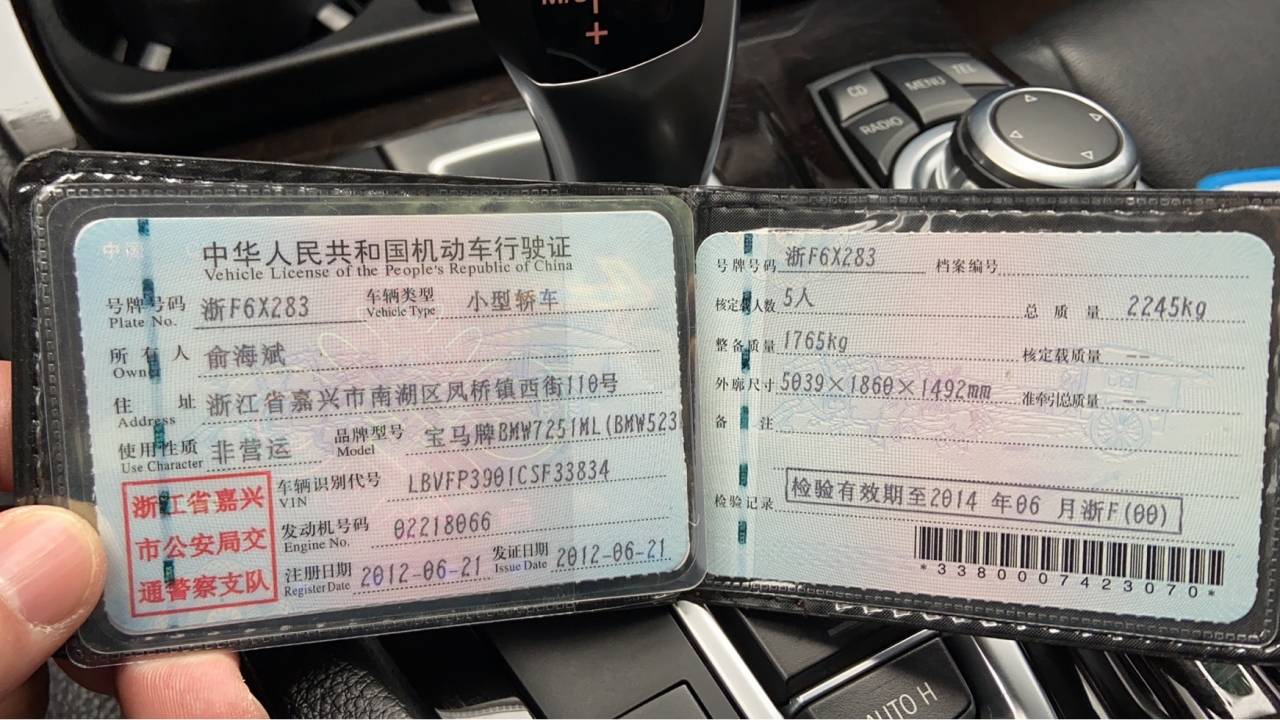 M/S
+
CD
MENU
TEL
RADIO
中华人民共和国机动车行驶证
Vehicle License of the People's Republic of China
号牌号码 浙F6X283 车辆类型 小型轿车
Plate No. Vehicle Type
所有人 俞海斌
Owner
住址 浙江省嘉兴市南湖区凤桥镇西街110号
Address
使用性质 非营运 品牌型号 宝马牌BMW7251ML(BMW523
Use Character Model
浙江省嘉兴
市公安局交
通警察支队
车辆识别代号 LBVFP3901CSF33834
VIN
发动机号码 02218066
Engine No.
注册日期 2012-06-21 发证日期 2012-06-21
Register Date Issue Date
号牌号码 浙F6X283 档案编号
核定载人数 5人 总质量 2245kg
整备质量 1765kg 核定载质量 --
外廓尺寸 5039×1860×1492mm 准牵引总质量 --
备注
检验记录 检验有效期至2014 年06 月浙F(00)
*3380007423070*
AUTO H